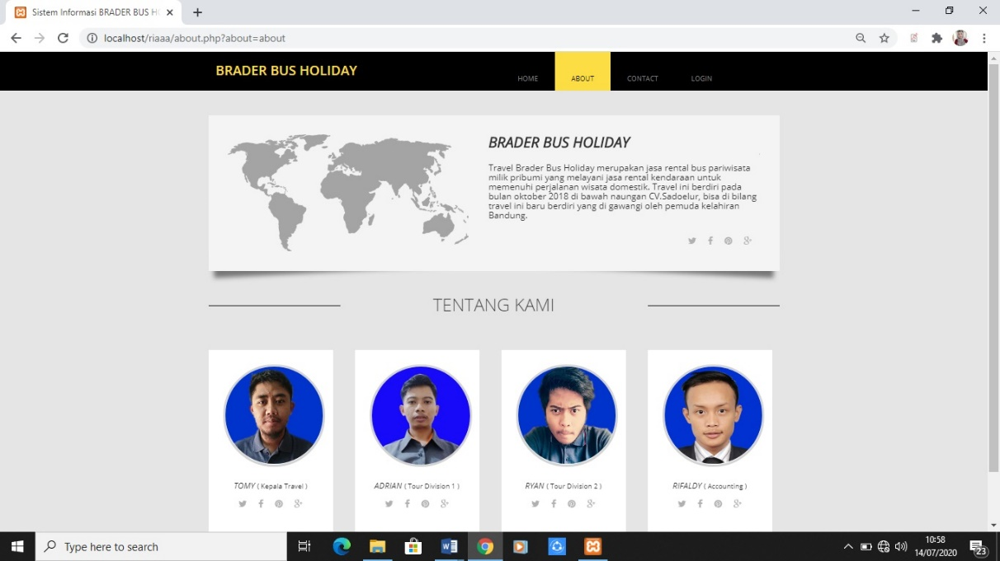 Sistem Informasi BRADER BUS H
localhost/riaaa/about.php?about=about
BRADER BUS HOLIDAY
HOME
ABOUT
CONTACT
LOGIN
BRADER BUS HOLIDAY
Travel Brader Bus Holiday merupakan jasa rental bus pariwisata
milik pribumi yang melayani jasa rental kendaraan untuk
memenuhi perjalanan wisata domestik. Travel ini berdiri pada
bulan oktober 2018 di bawah naungan CV.Sadoelur, bisa di bilang
travel ini baru berdiri yang di gawangi oleh pemuda kelahiran
Bandung.
TENTANG KAMI
TOMY ( Kepala Travel )
ADRIAN ( Tour Division 1 )
RYAN ( Tour Division 2 )
RIFALDY ( Accounting )
Type here to search
10:58
14/07/2020
23